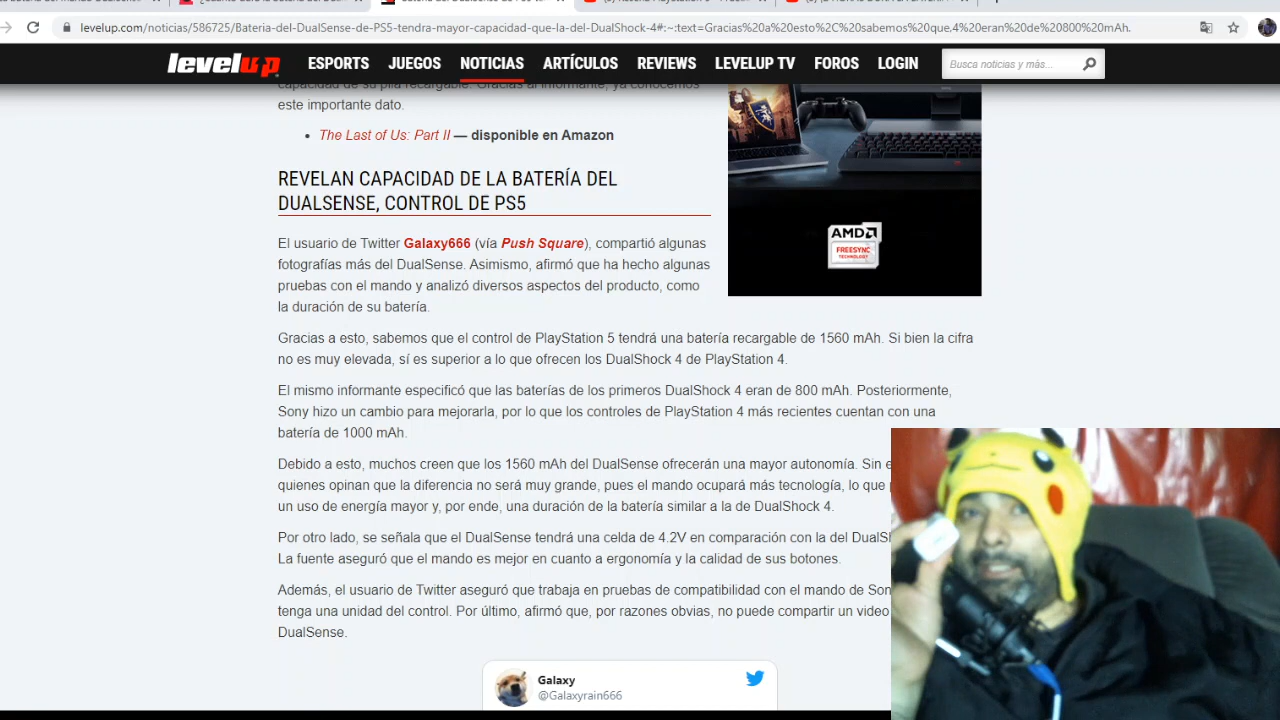 levelup.com/noticias/586725/Bateria-del-DualSense-de-PS5-tendra-mayor-capacidad-que-la-del-DualShock-4#:~:text=Gracias%20a%20esto%2C%20sabemos%20que,4%20eran%20de%20800%20mAh.
levelup ESPORTS JUEGOS NOTICIAS ARTÍCULOS REVIEWS LEVELUP TV FOROS LOGIN Busca noticias y más...
capacidad de su pila recargable. Gracias al informante, ya conocemos
este importante dato.
• The Last of Us: Part II — disponible en Amazon
REVELAN CAPACIDAD DE LA BATERÍA DEL
DUALSENSE, CONTROL DE PS5
AMD
FREESYNC
TECHNOLOGY
El usuario de Twitter Galaxy666 (vía Push Square), compartió algunas
fotografías más del DualSense. Asimismo, afirmó que ha hecho algunas
pruebas con el mando y analizó diversos aspectos del producto, como
la duración de su batería.
Gracias a esto, sabemos que el control de PlayStation 5 tendrá una batería recargable de 1560 mAh. Si bien la cifra
no es muy elevada, sí es superior a lo que ofrecen los DualShock 4 de PlayStation 4.
El mismo informante especificó que las baterías de los primeros DualShock 4 eran de 800 mAh. Posteriormente,
Sony hizo un cambio para mejorarla, por lo que los controles de PlayStation 4 más recientes cuentan con una
batería de 1000 mAh.
Debido a esto, muchos creen que los 1560 mAh del DualSense ofrecerán una mayor autonomía. Sin
quienes opinan que la diferencia no será muy grande, pues el mando ocupará más tecnología, lo que
un uso de energía mayor y, por ende, una duración de la batería similar a la de DualShock 4.
Por otro lado, se señala que el DualSense tendrá una celda de 4.2V en comparación con la del
La fuente aseguró que el mando es mejor en cuanto a ergonomía y la calidad de sus botones.
Además, el usuario de Twitter aseguró que trabaja en pruebas de compatibilidad con el mando de
tenga una unidad del control. Por último, afirmó que, por razones obvias, no puede compartir un video
DualSense.
Galaxy
@Galaxyrain666